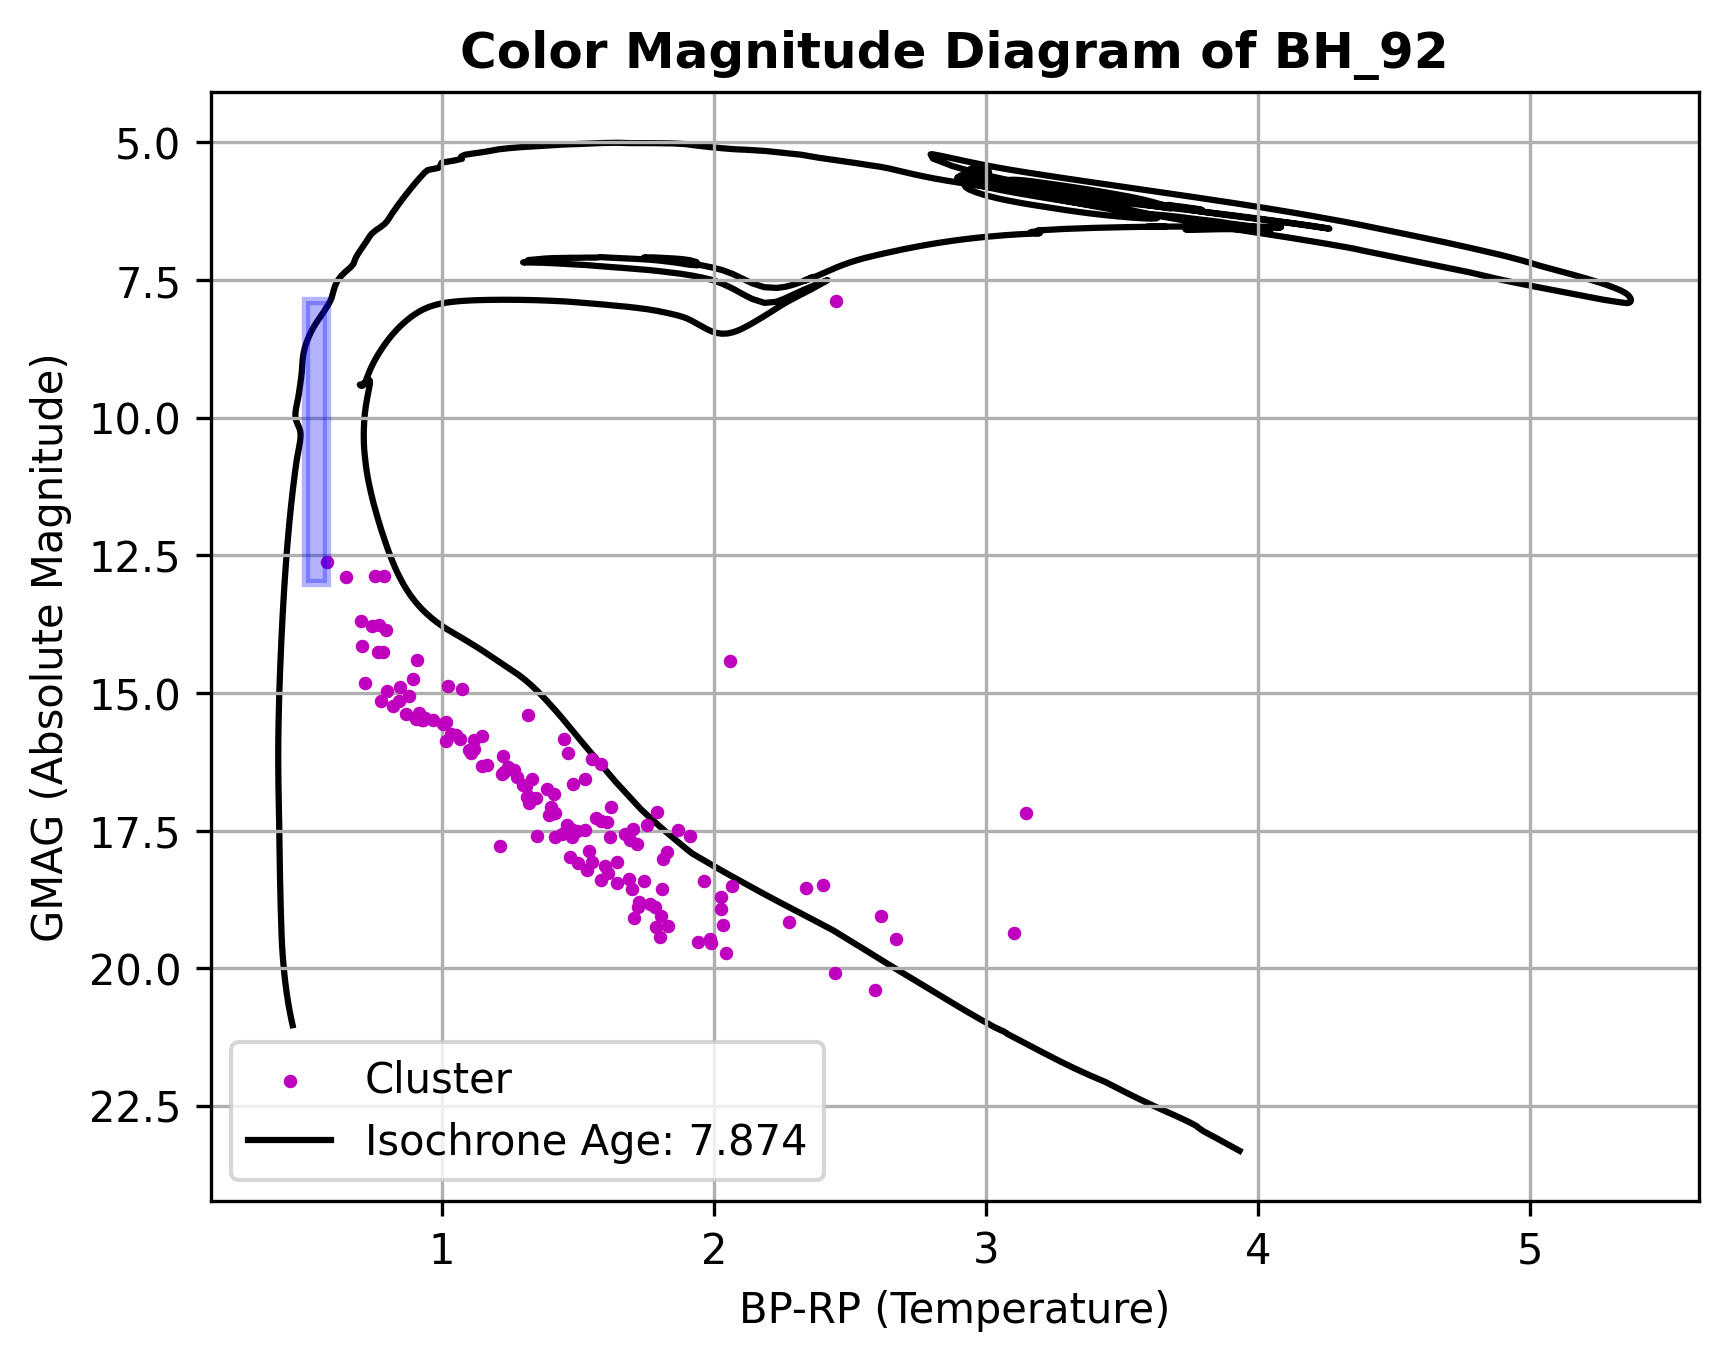 Color Magnitude Diagram of BH_92
5.0
7.5
10.0
12.5
15.0
17.5
20.0
22.5
GMAG (Absolute Magnitude)
Cluster
Isochrone Age: 7.874
1 2 3 4 5
BP-RP (Temperature)